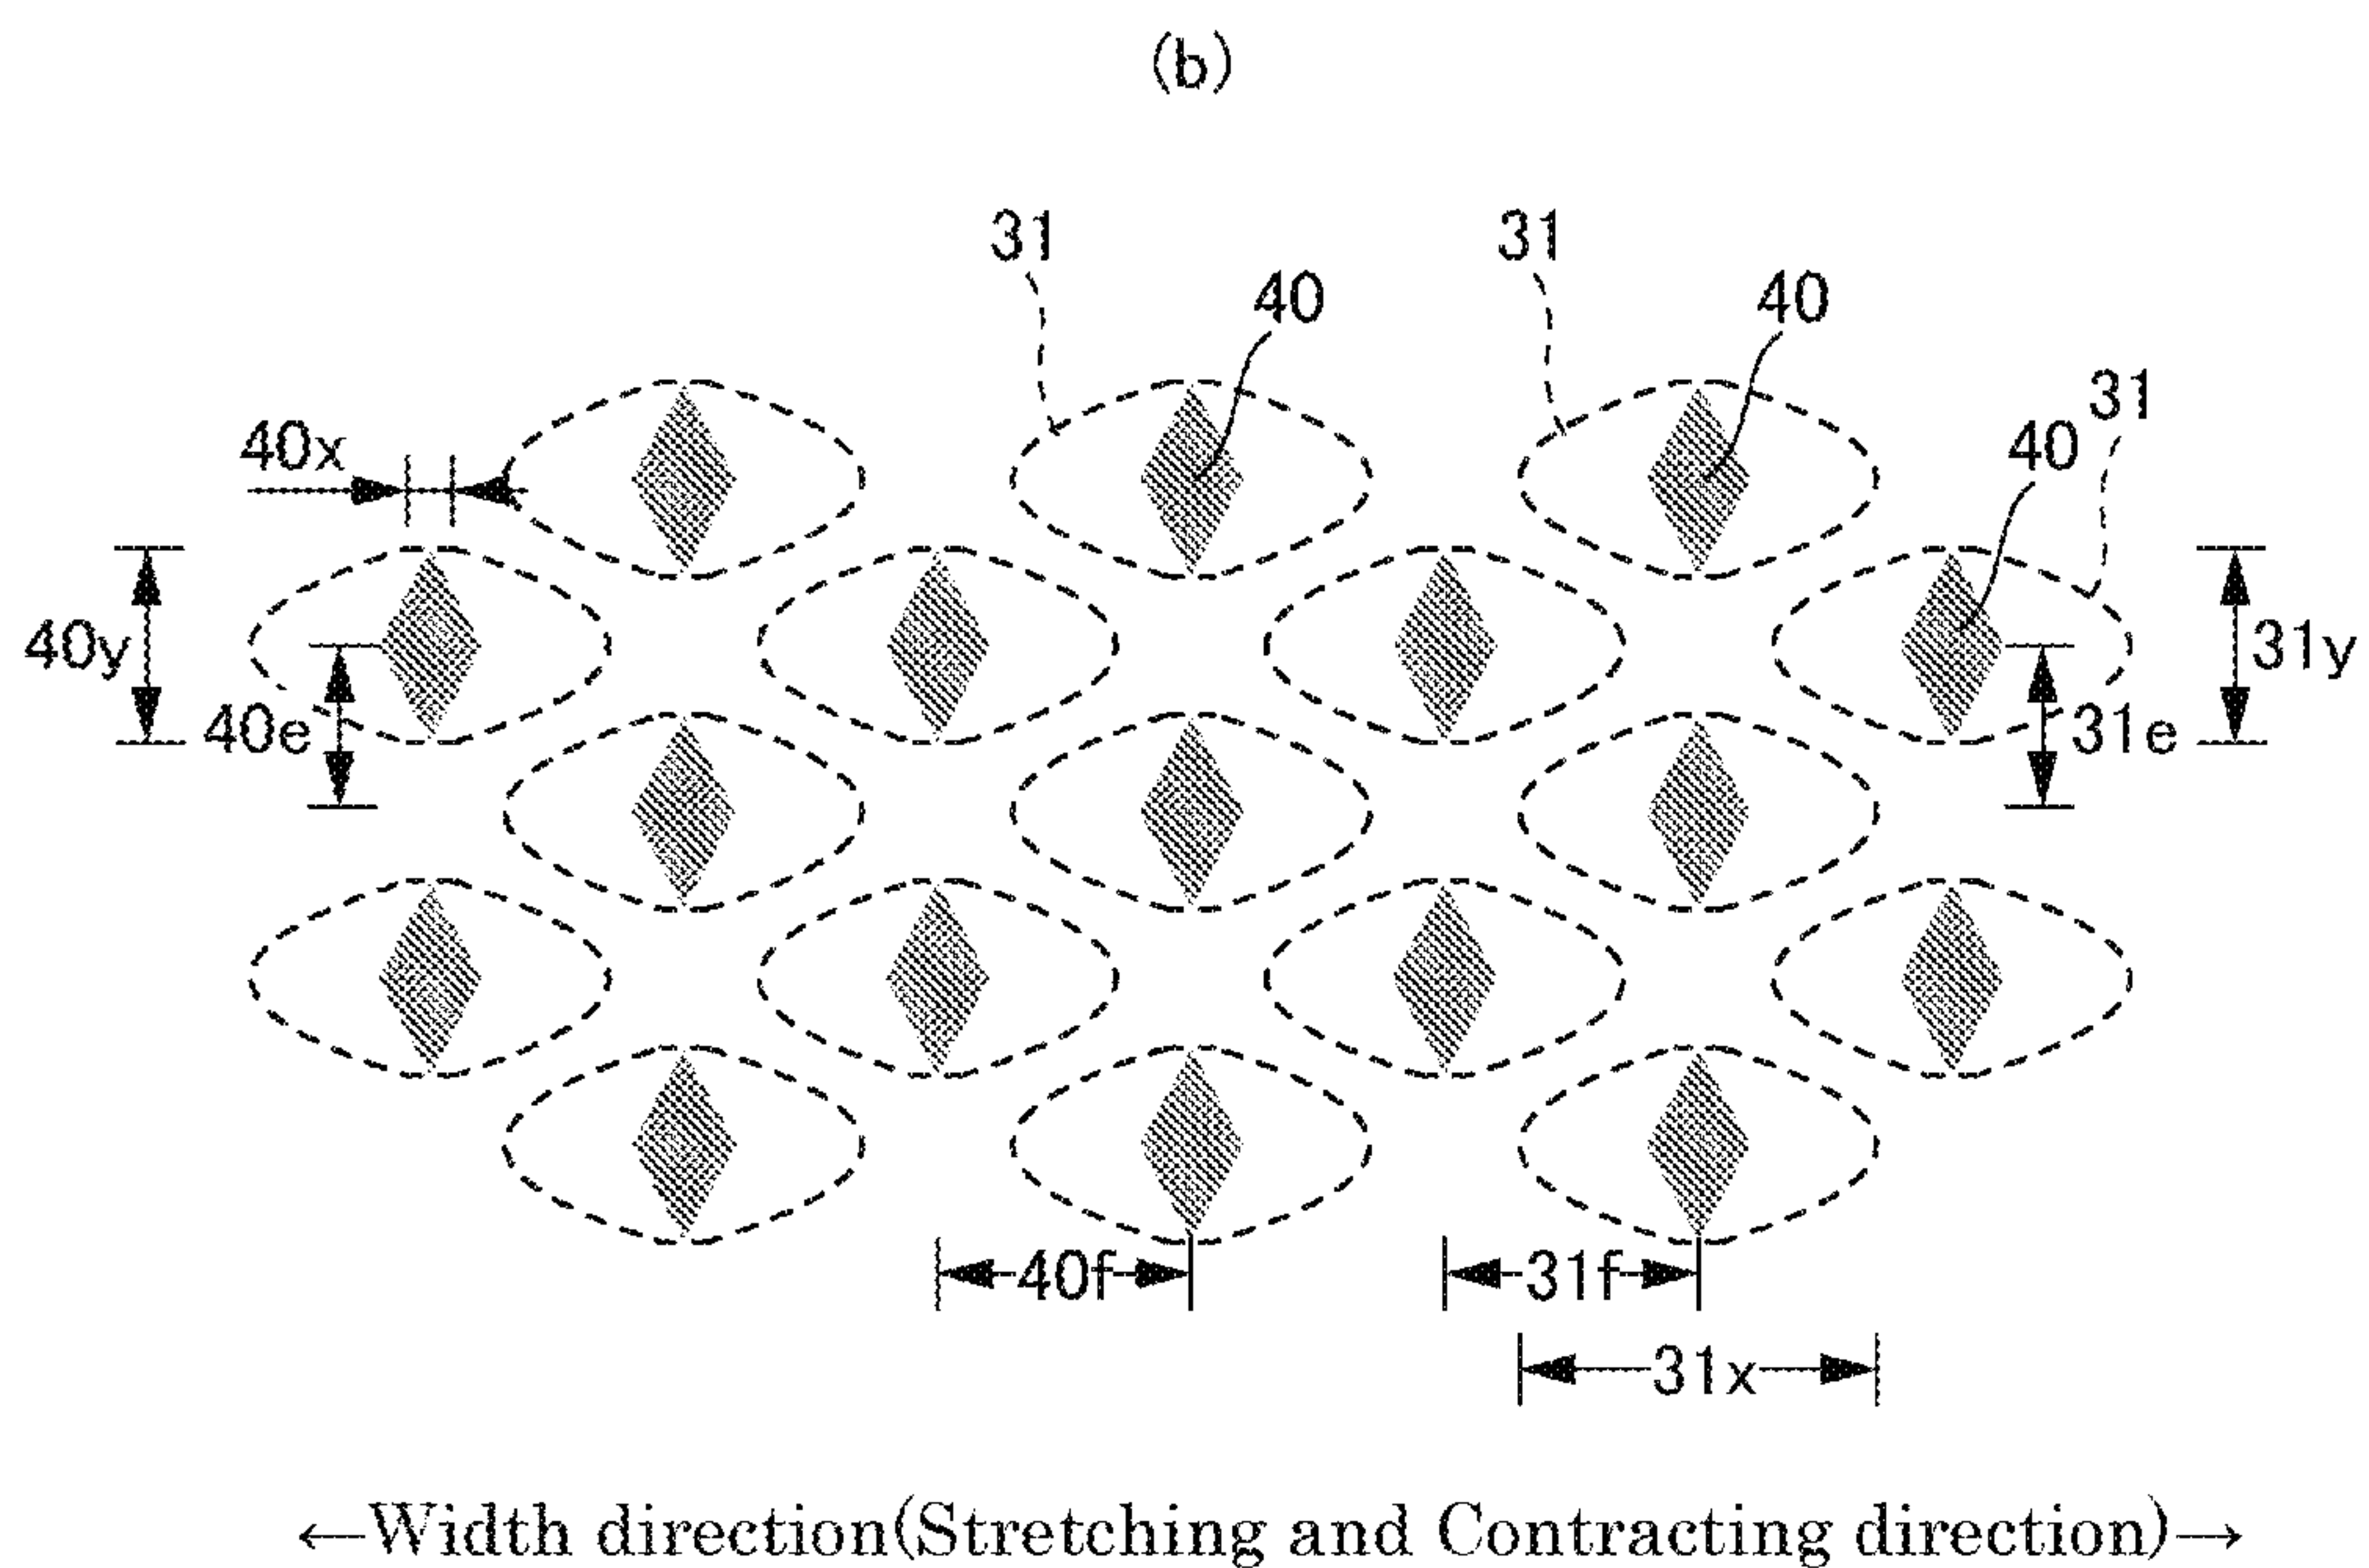 (b)
31 31
40 40
31
40x 40
40y 31y
40e 31e
40f 31f
31x
←Width direction(Stretching and Contracting direction)→